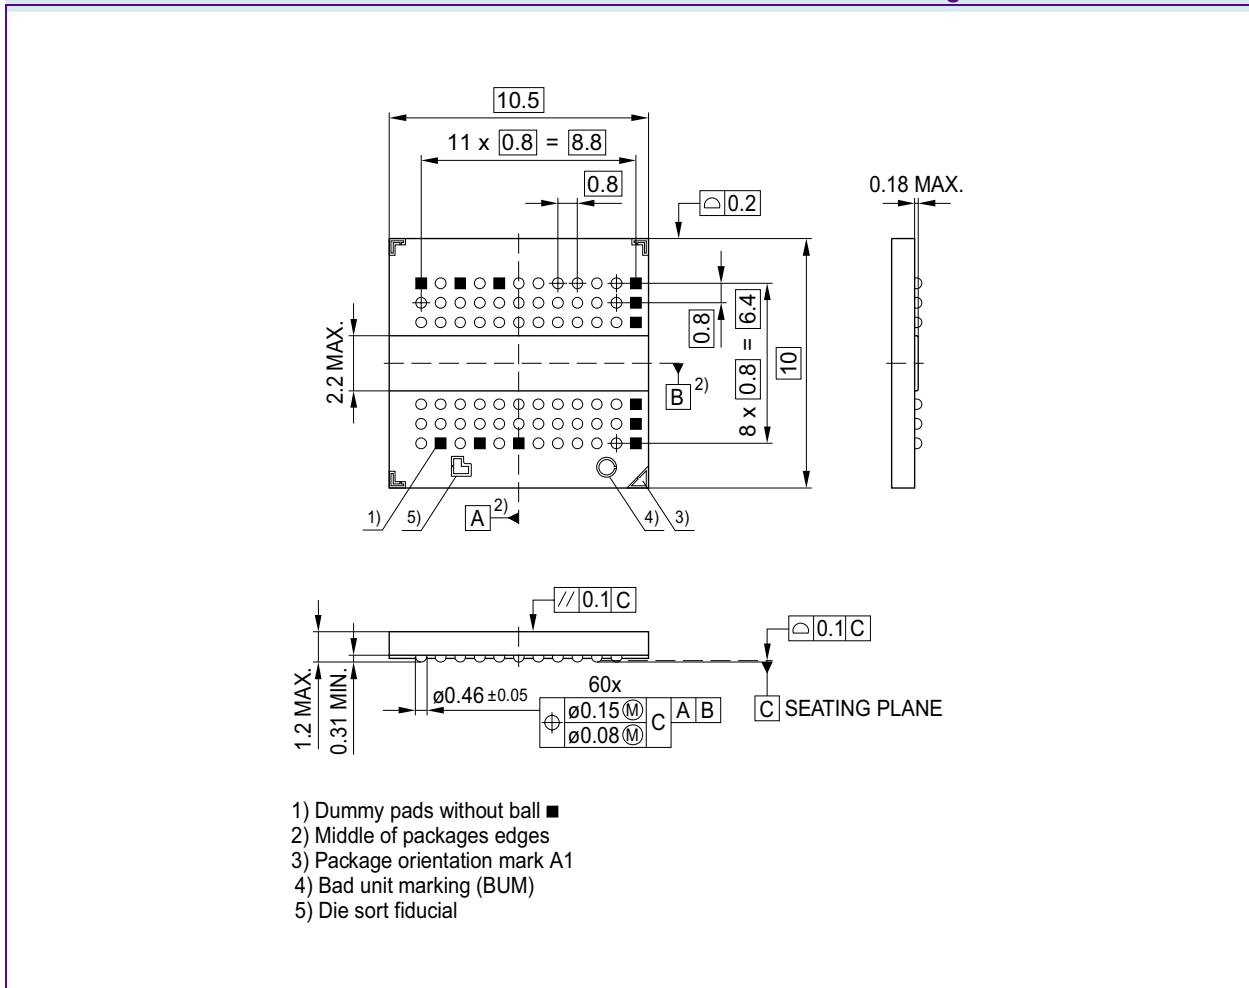 10.5
11 x 0.8 = 8.8
0.8
0.2
0.18 MAX.
2.2 MAX.
0.8
8 x 0.8 = 6.4
10
B 2)
1)
5)
A 2)
4)
3)
// 0.1 C
0.1 C
1.2 MAX.
0.31 MIN.
ø0.46 ±0.05
60x
ø0.15 Ⓜ C A B
ø0.08 Ⓜ
C SEATING PLANE
1) Dummy pads without ball ■
2) Middle of packages edges
3) Package orientation mark A1
4) Bad unit marking (BUM)
5) Die sort fiducial